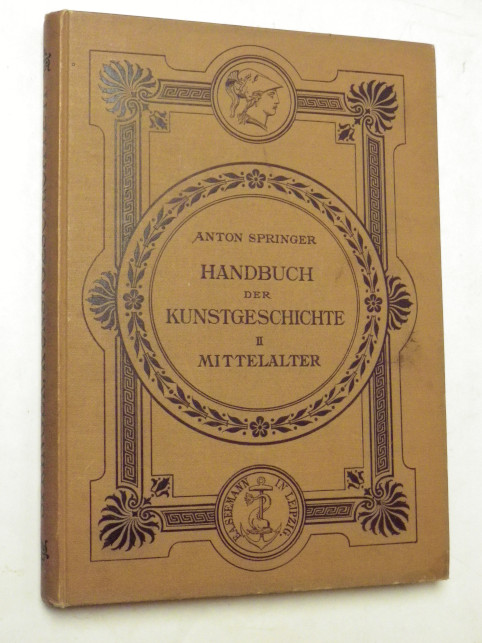 ANTON SPRINGER
HANDBUCH
DER
KUNSTGESCHICHTE
II
MITTELALTER
E.A. SEEMANN IN LEIPZIG.